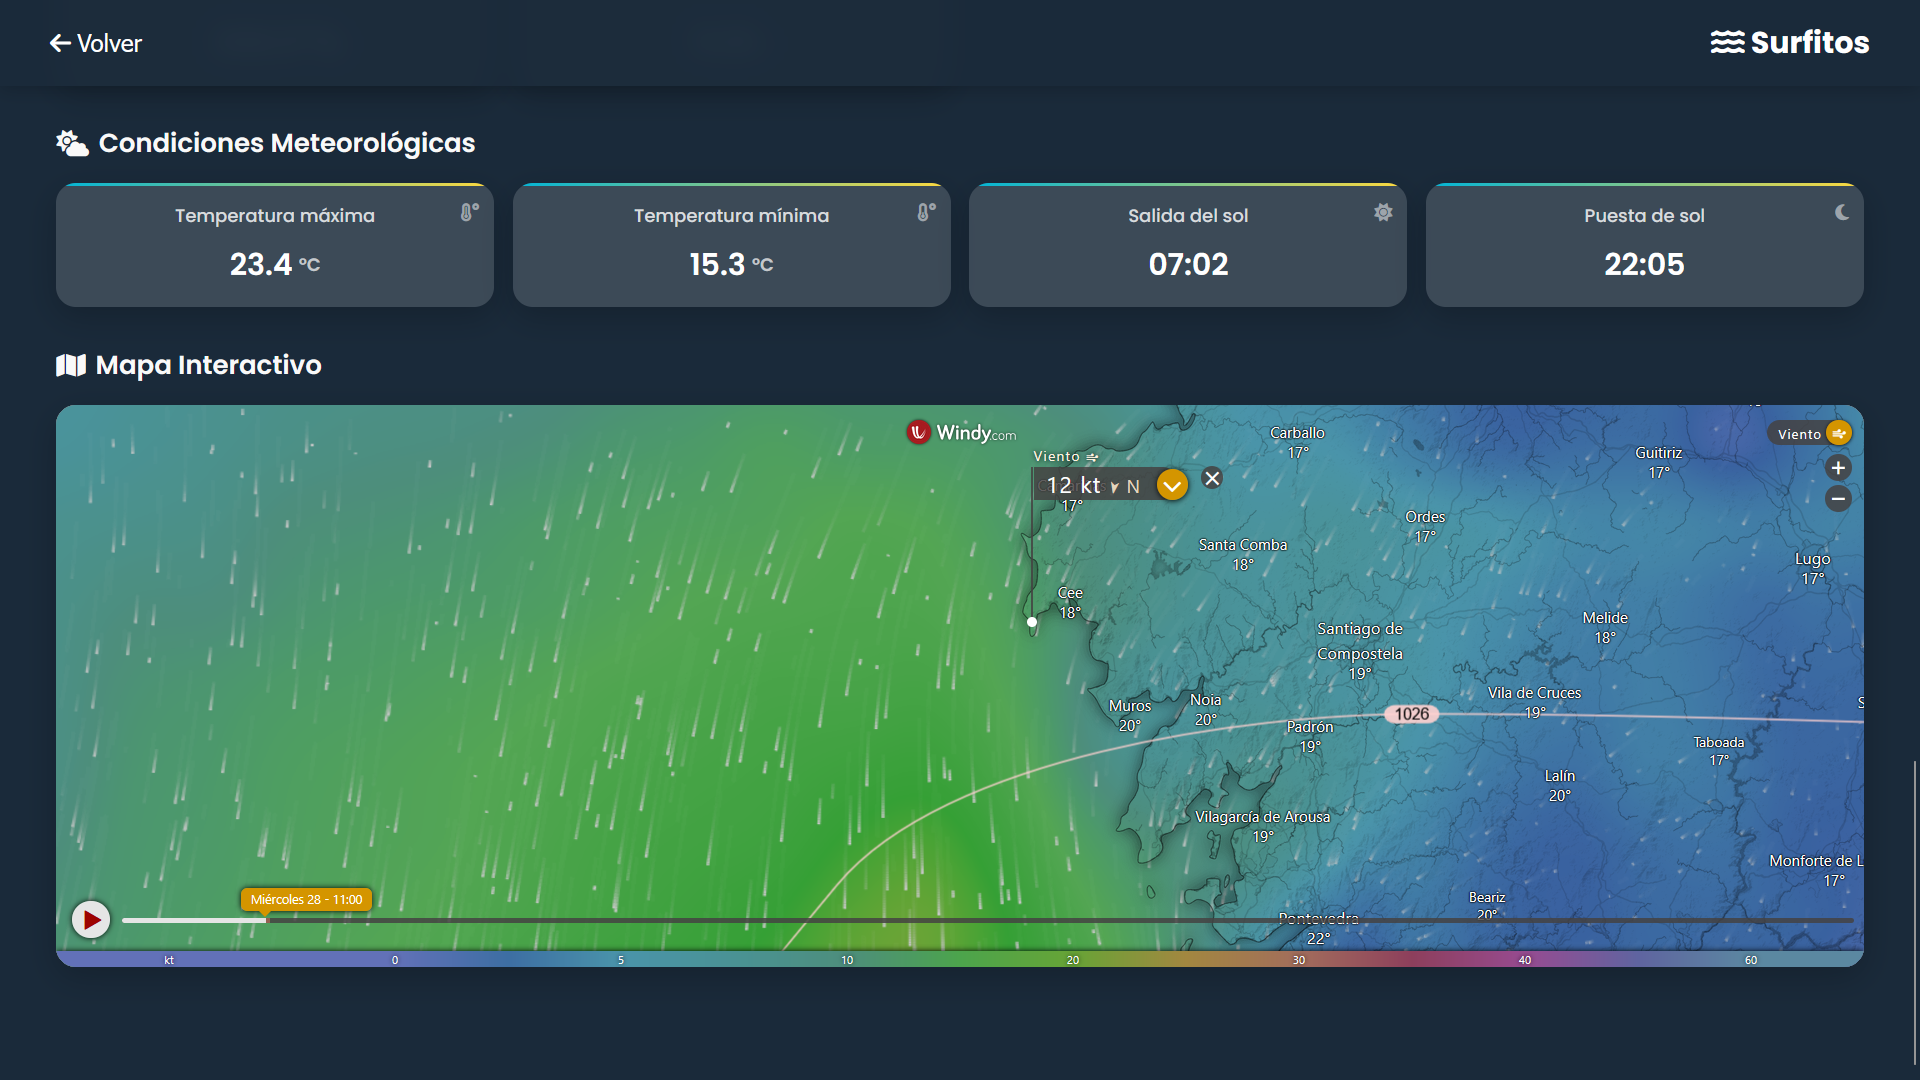 Volver
Surfitos
Condiciones Meteorológicas
Temperatura máxima
23.4 °C
Temperatura mínima
15.3 °C
Salida del sol
07:02
Puesta de sol
22:05
Mapa Interactivo
Windy.com
Viento
12 kt N
17°
Carballo
17°
Guitiriz
17°
Viento
+
−
Ordes
17°
Santa Comba
18°
Lugo
17°
Cee
18°
Melide
18°
Santiago de
Compostela
19°
Vila de Cruces
19°
Muros
20°
Noia
20°
1026
Padrón
19°
Taboada
17°
Lalín
20°
Vilagarcía de Arousa
19°
Monforte de L
17°
Beariz
20°
Pontevedra
22°
Miércoles 28 - 11:00
kt 0 5 10 20 30 40 60